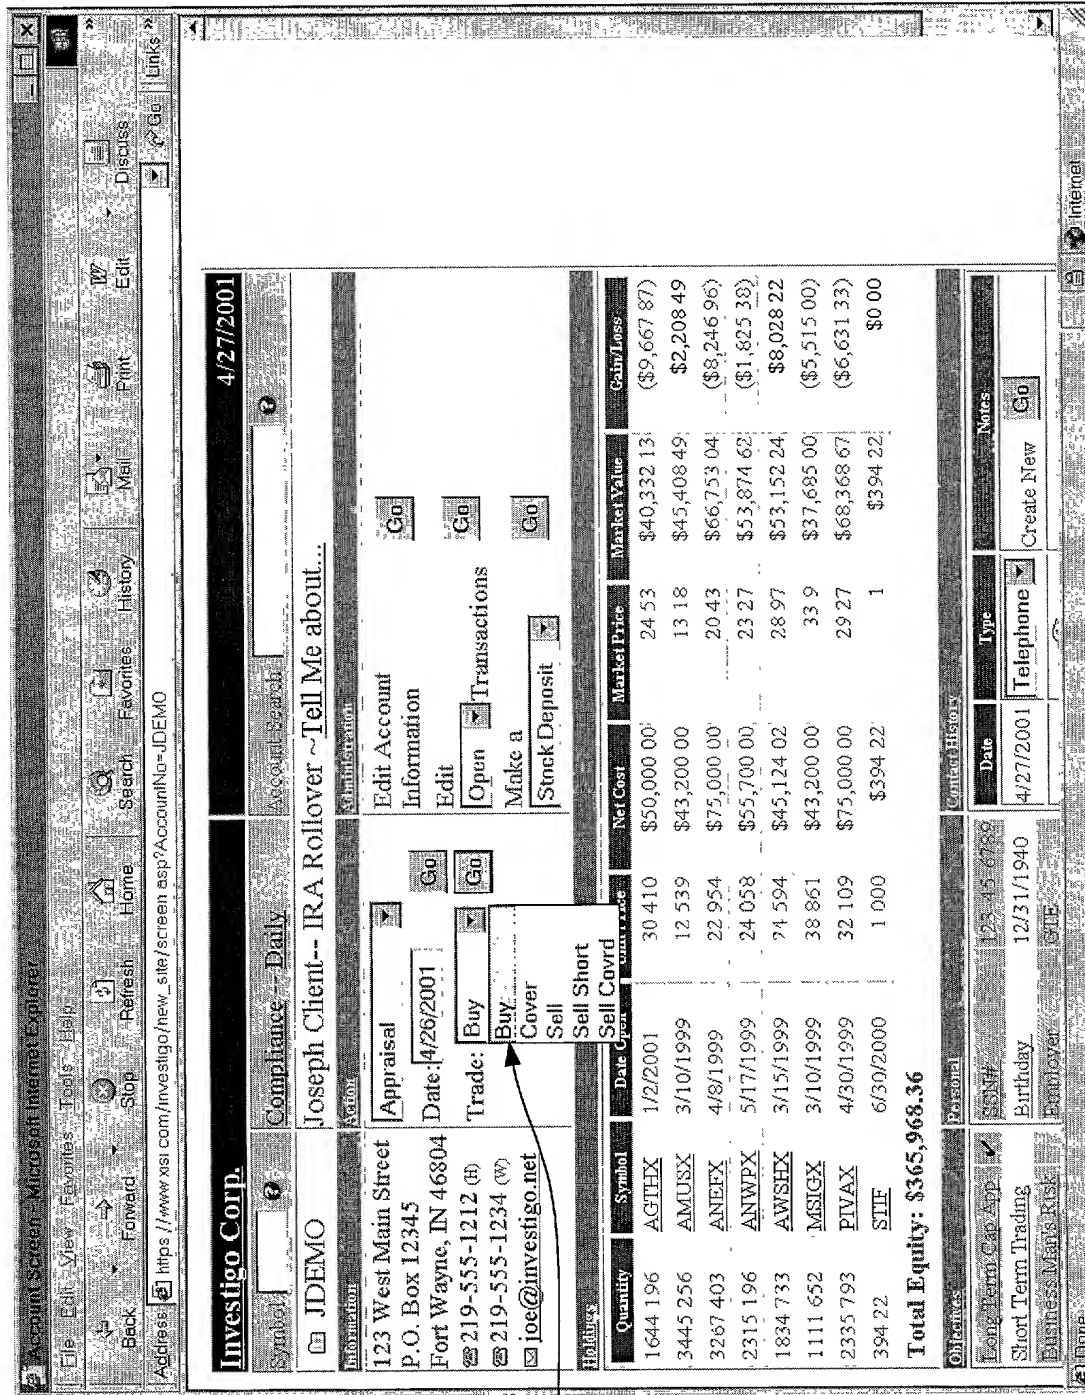 Account Screen - Microsoft Internet Explorer
File Edit View Favorites Tools Help
Back Forward Stop Refresh Home Search Favorites History Mail Print Edit Discuss
Address https //www xisi com/investigo/new_site/screen asp?AccountNo=JDEMO Go Links
Investigo Corp. 4/27/2001
Symbol Compliance -- Daily Account Search
JDEMO Joseph Client-- IRA Rollover ~Tell Me about...
Information Action Administration
123 West Main Street
P.O. Box 12345
Fort Wayne, IN 46804
219-555-1212 (H)
219-555-1234 (W)
joe@investigo.net
Appraisal
Date: 4/26/2001 Go
Trade: Buy Go
Buy
Cover
Sell
Sell Short
Sell Covrd
Edit Account
Information Go
Edit
Open Transactions Go
Make a
Stock Deposit Go
Holdings
Quantity Symbol Date Open Net Cost Market Price Market Value Gain/Loss
1644 196 AGTHX 1/2/2001 30 410 $50,000 00 24 53 $40,332 13 ($9,667 87)
3445 256 AMUSX 3/10/1999 12 539 $43,200 00 13 18 $45,408 49 $2,208 49
3267 403 ANEFX 4/8/1999 22 954 $75,000 00 20 43 $66,753 04 ($8,246 96)
2315 196 ANWPX 5/17/1999 24 058 $55,700 00 23 27 $53,874 62 ($1,825 38)
1834 733 AWSHX 3/15/1999 24 594 $45,124 02 28 97 $53,152 24 $8,028 22
1111 652 MSIGX 3/10/1999 38 861 $43,200 00 33 9 $37,685 00 ($5,515 00)
2335 793 PIVAX 4/30/1999 32 109 $75,000 00 29 27 $68,368 67 ($6,631 33)
394 22 STIF 6/30/2000 1 000 $394 22 1 $394 22 $0 00
Total Equity: $365,968.36
Objectives Personal Contact History
Long Term Cap App ✔ SSN# 123-45-6789 Date Type Notes
Short Term Trading Birthday 12/31/1940 4/27/2001 Telephone Create New Go
Business Man's Risk Employer GTE
Done Internet